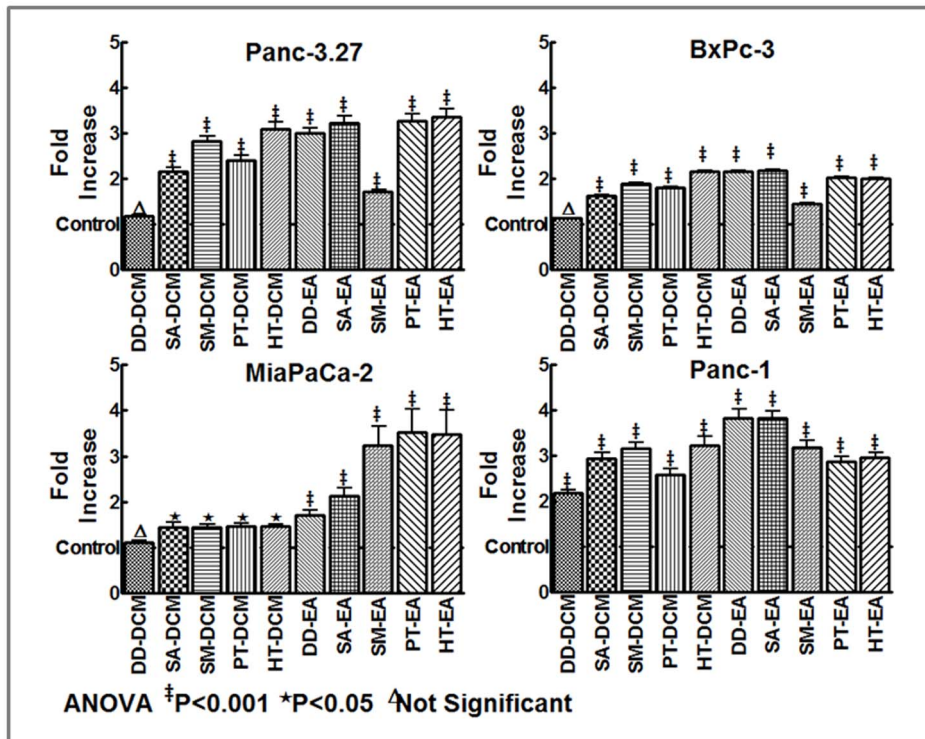 Panc-3.27
Fold
Increase
5
4
3
2
Control
0
Δ
‡
‡
‡
‡
‡
‡
‡
‡
‡
DD-DCM
SA-DCM
SM-DCM
PT-DCM
HT-DCM
DD-EA
SA-EA
SM-EA
PT-EA
HT-EA
BxPc-3
Fold
Increase
5
4
3
2
Control
0
Δ
‡
‡
‡
‡
‡
‡
‡
‡
‡
DD-DCM
SA-DCM
SM-DCM
PT-DCM
HT-DCM
DD-EA
SA-EA
SM-EA
PT-EA
HT-EA
MiaPaCa-2
Fold
Increase
5
4
3
2
Control
0
Δ
★
★
★
★
‡
‡
‡
‡
‡
DD-DCM
SA-DCM
SM-DCM
PT-DCM
HT-DCM
DD-EA
SA-EA
SM-EA
PT-EA
HT-EA
Panc-1
Fold
Increase
5
4
3
2
Control
0
‡
‡
‡
‡
‡
‡
‡
‡
‡
‡
DD-DCM
SA-DCM
SM-DCM
PT-DCM
HT-DCM
DD-EA
SA-EA
SM-EA
PT-EA
HT-EA
ANOVA ‡P<0.001 ★P<0.05 ΔNot Significant